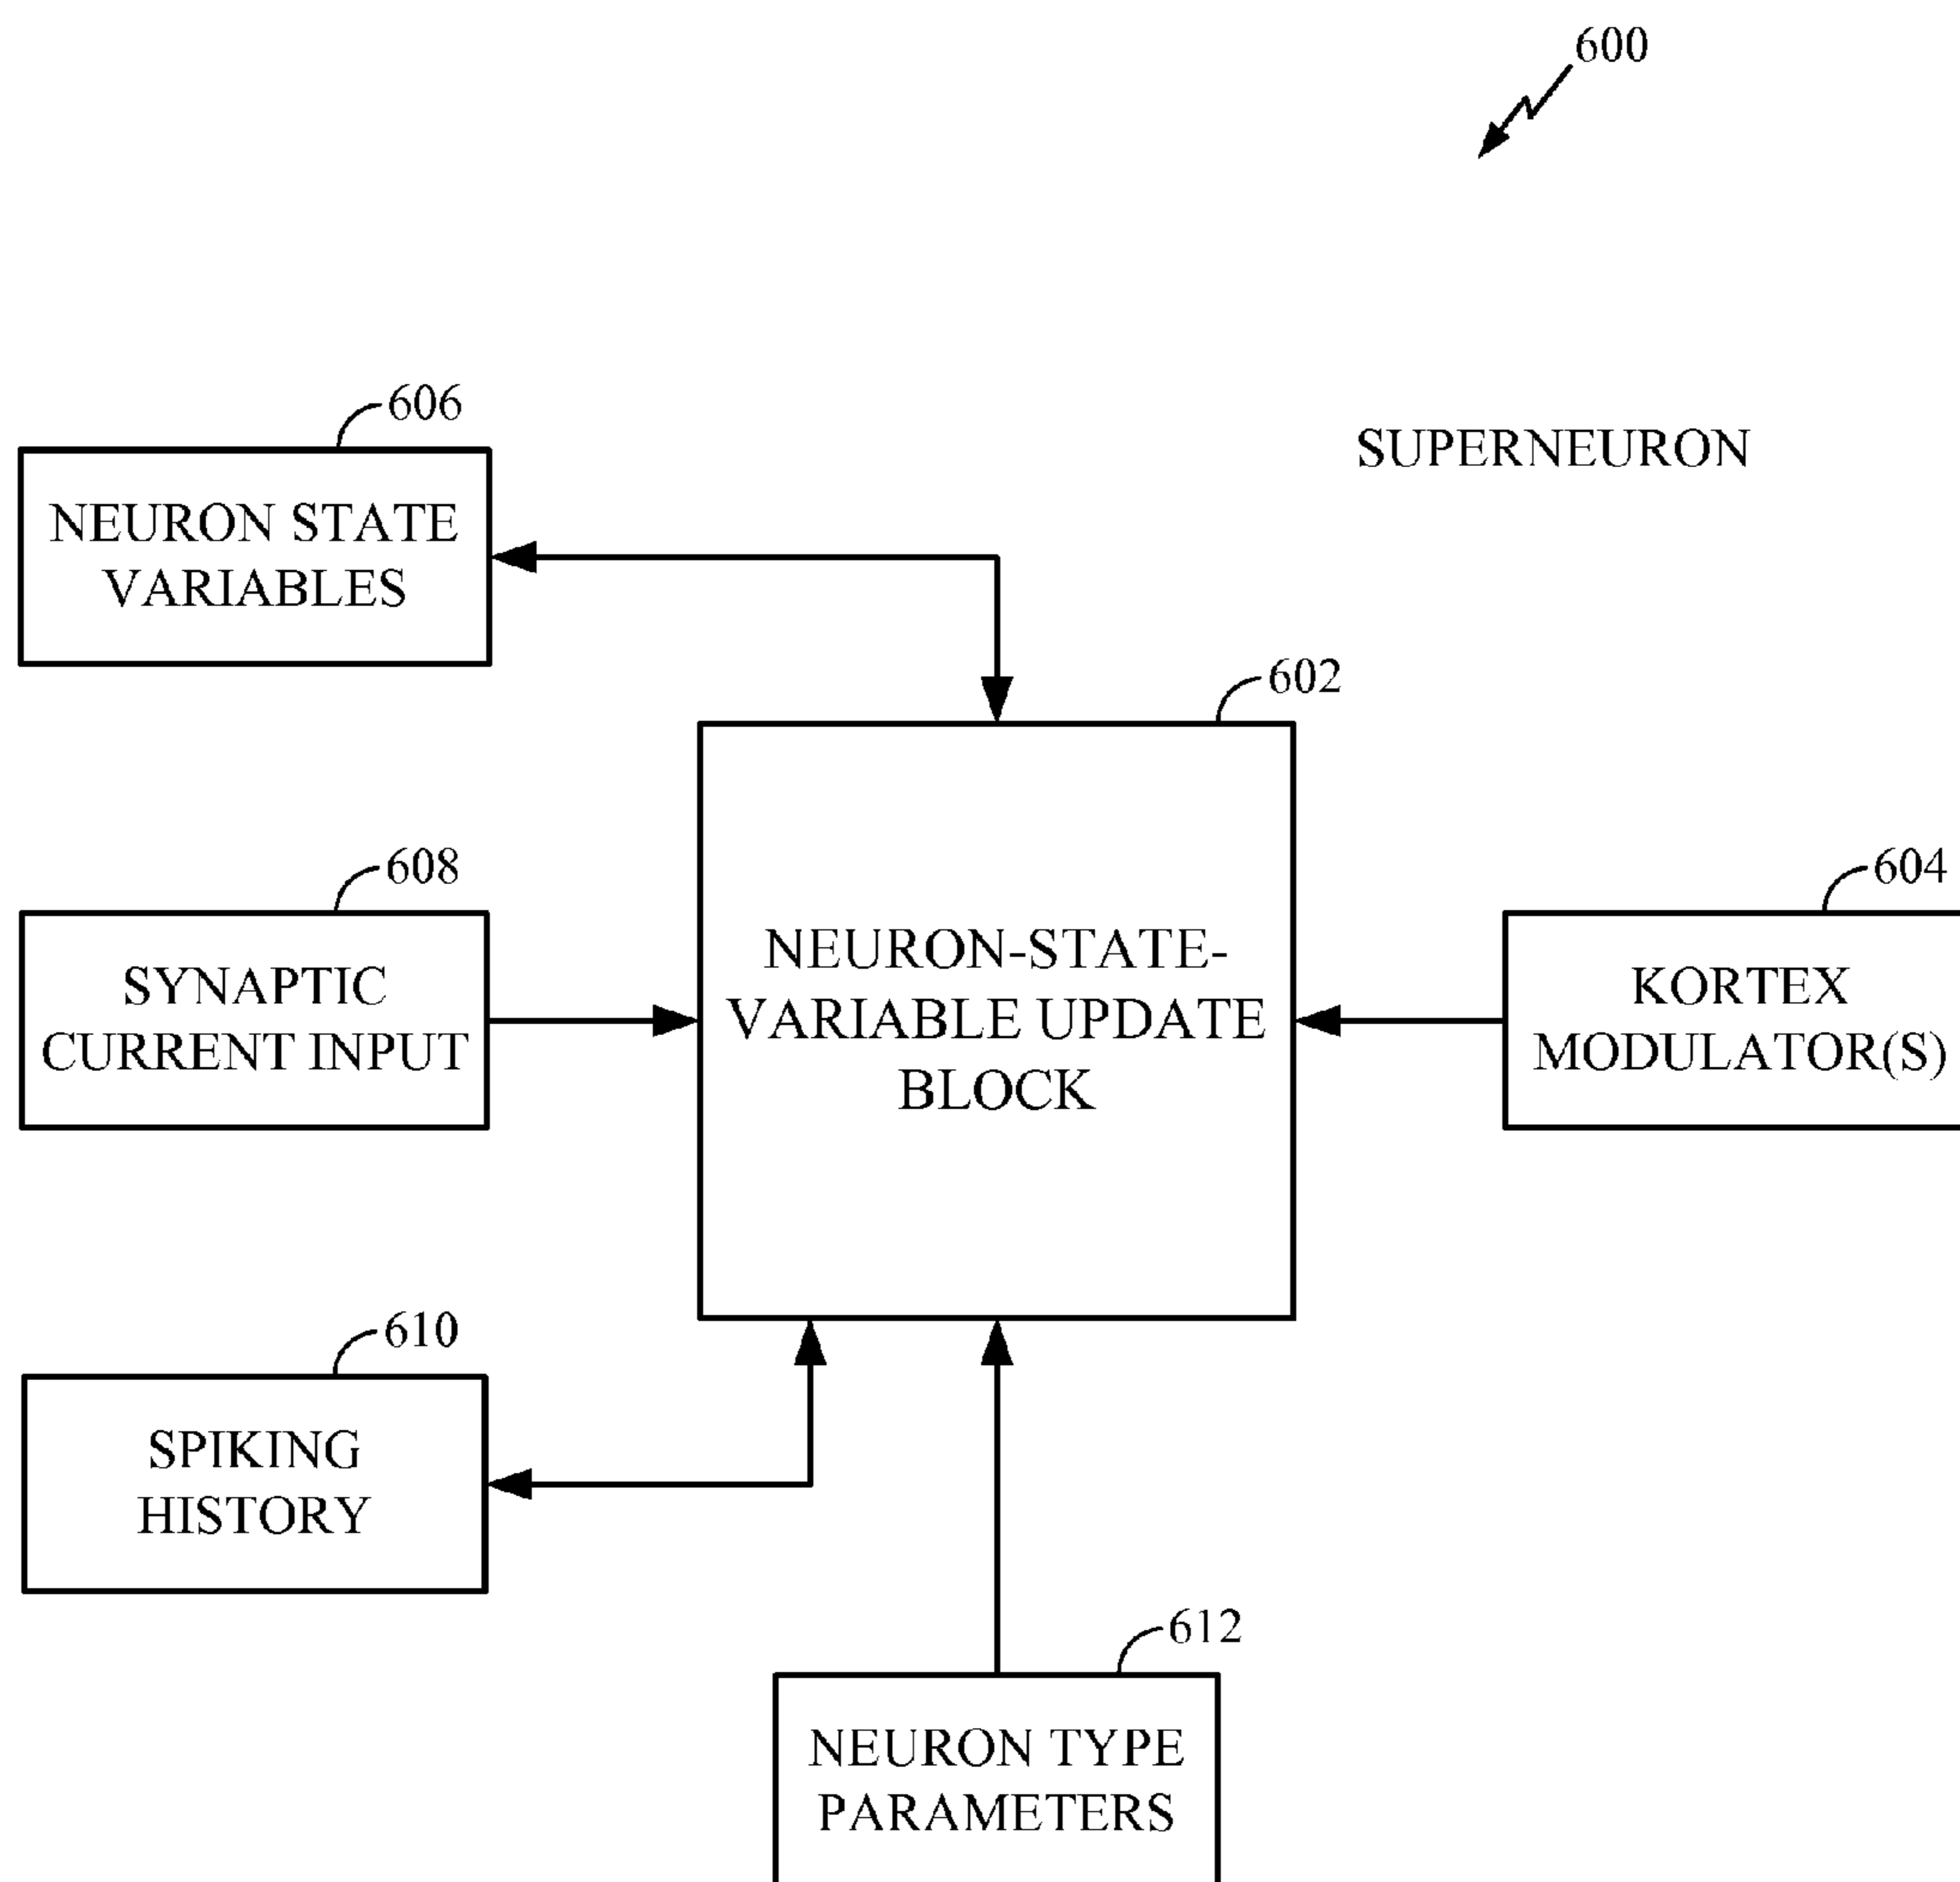 600
606
SUPERNEURON
NEURON STATE
VARIABLES
602
608
604
SYNAPTIC
CURRENT INPUT
NEURON-STATE-
VARIABLE UPDATE
BLOCK
KORTEX
MODULATOR(S)
610
SPIKING
HISTORY
612
NEURON TYPE
PARAMETERS